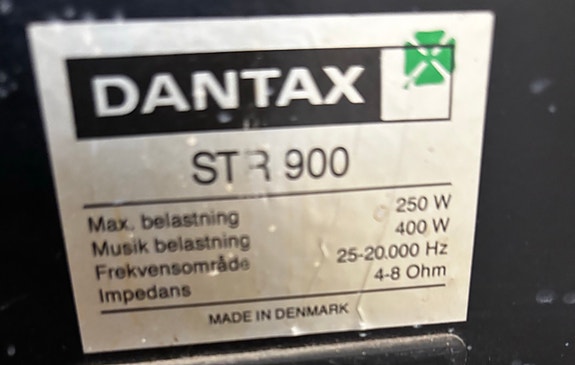 DANTAX
STR 900
Max. belastning 250 W
Musik belastning 400 W
Frekvensområde 25-20.000 Hz
Impedans 4-8 Ohm
MADE IN DENMARK